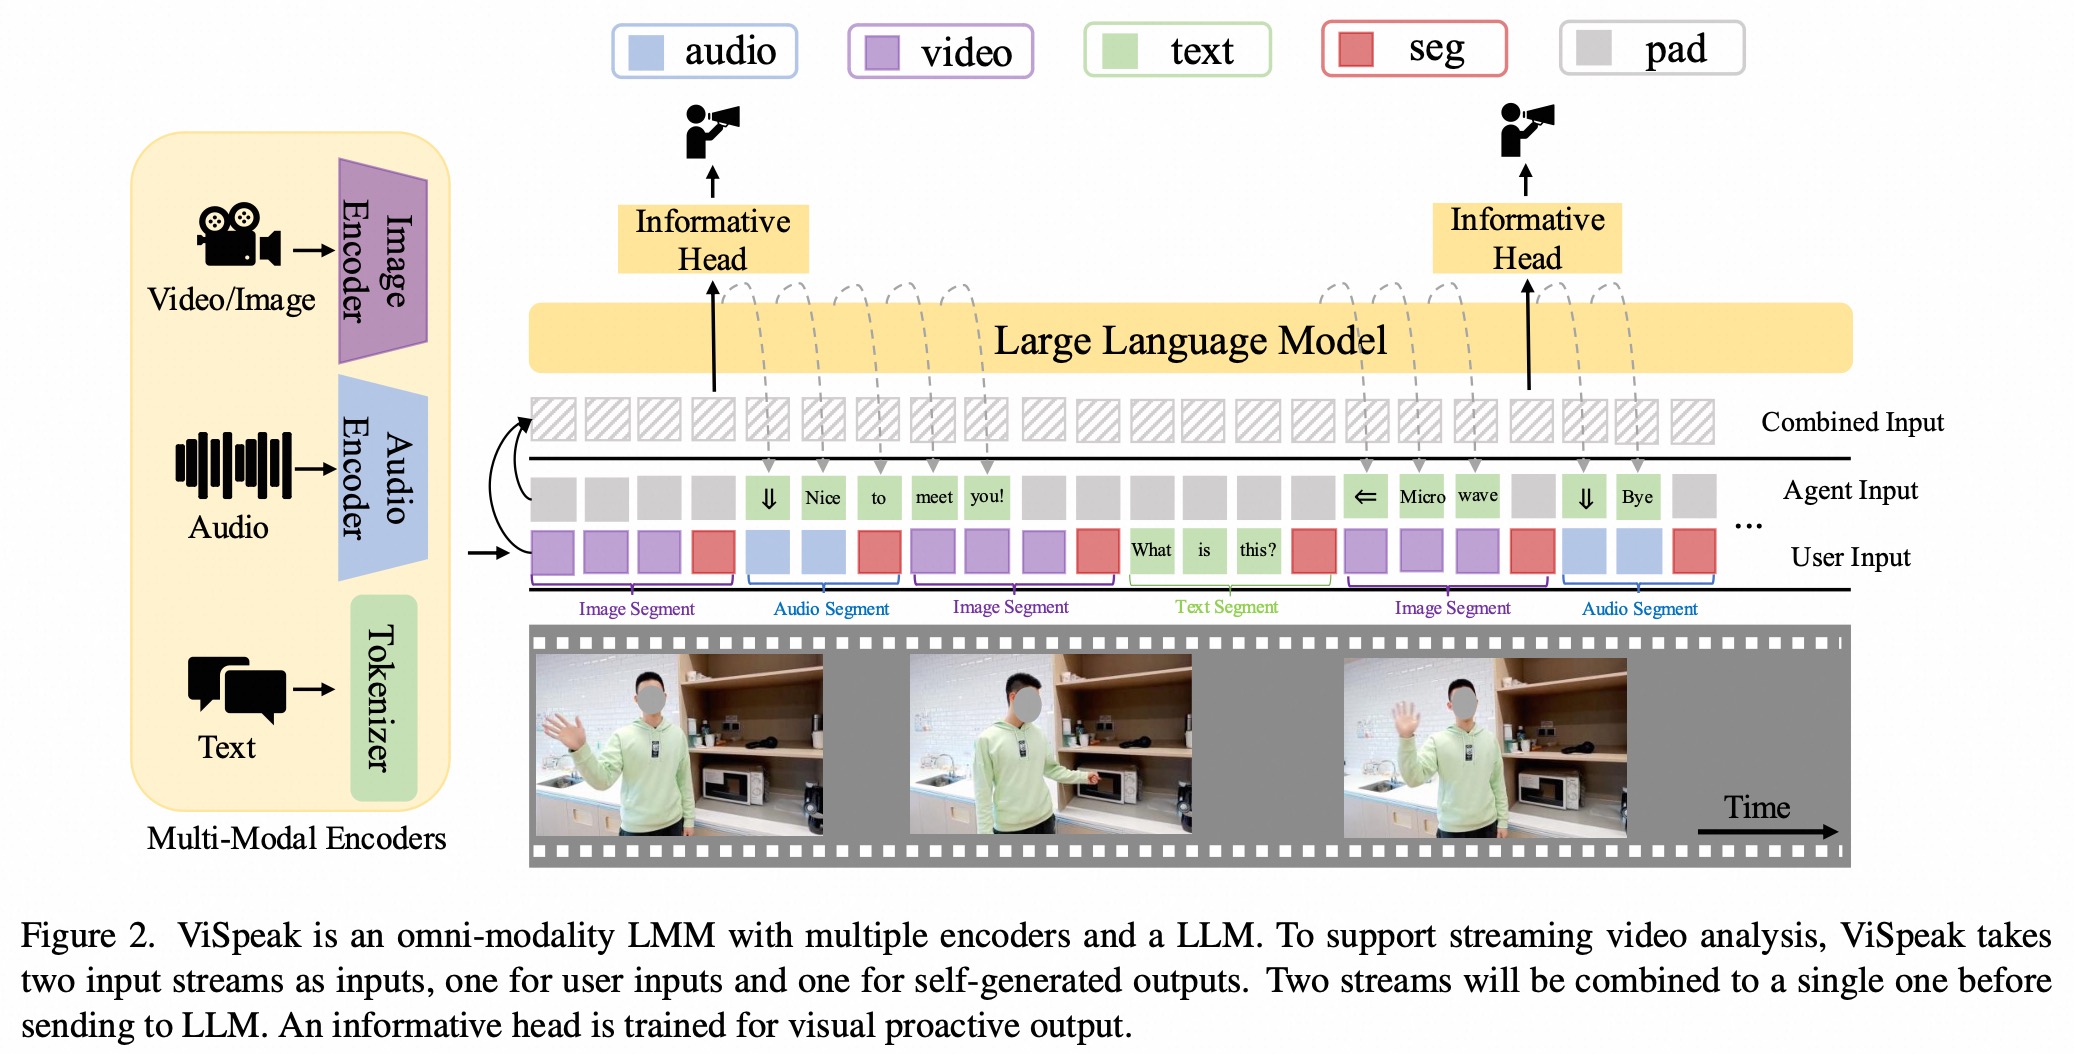 audio
video
text
seg
pad
Informative
Head
Informative
Head
Large Language Model
Image
Encoder
Video/Image
Audio
Encoder
Audio
Tokenizer
Text
Multi-Modal Encoders
Combined Input
⇓ Nice to meet you! ⇐ Micro wave ⇓ Bye
Agent Input
...
What is this?
User Input
Image Segment
Audio Segment
Image Segment
Text Segment
Image Segment
Audio Segment
Time
Figure 2. ViSpeak is an omni-modality LMM with multiple encoders and a LLM. To support streaming video analysis, ViSpeak takes
two input streams as inputs, one for user inputs and one for self-generated outputs. Two streams will be combined to a single one before
sending to LLM. An informative head is trained for visual proactive output.